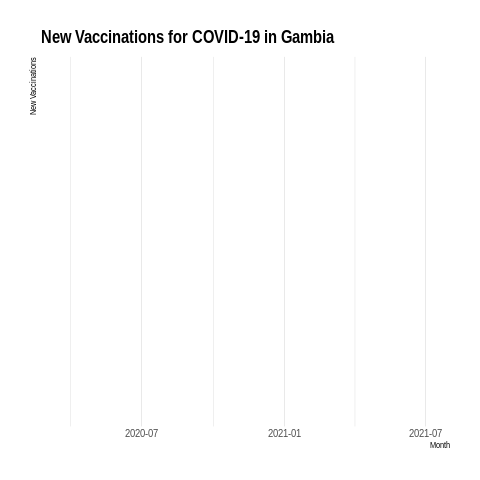 New Vaccinations for COVID-19 in Gambia
New Vaccinations
2020-07
2021-01
2021-07
Month